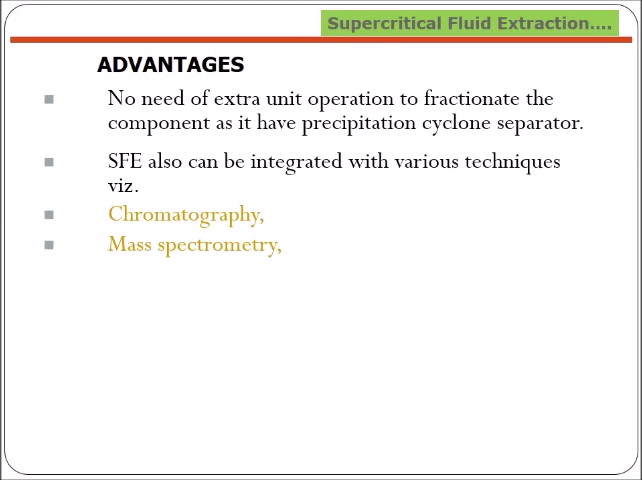 Supercritical Fluid Extraction....
ADVANTAGES
No need of extra unit operation to fractionate the
component as it have precipitation cyclone separator.
SFE also can be integrated with various techniques
viz.
Chromatography,
Mass spectrometry,